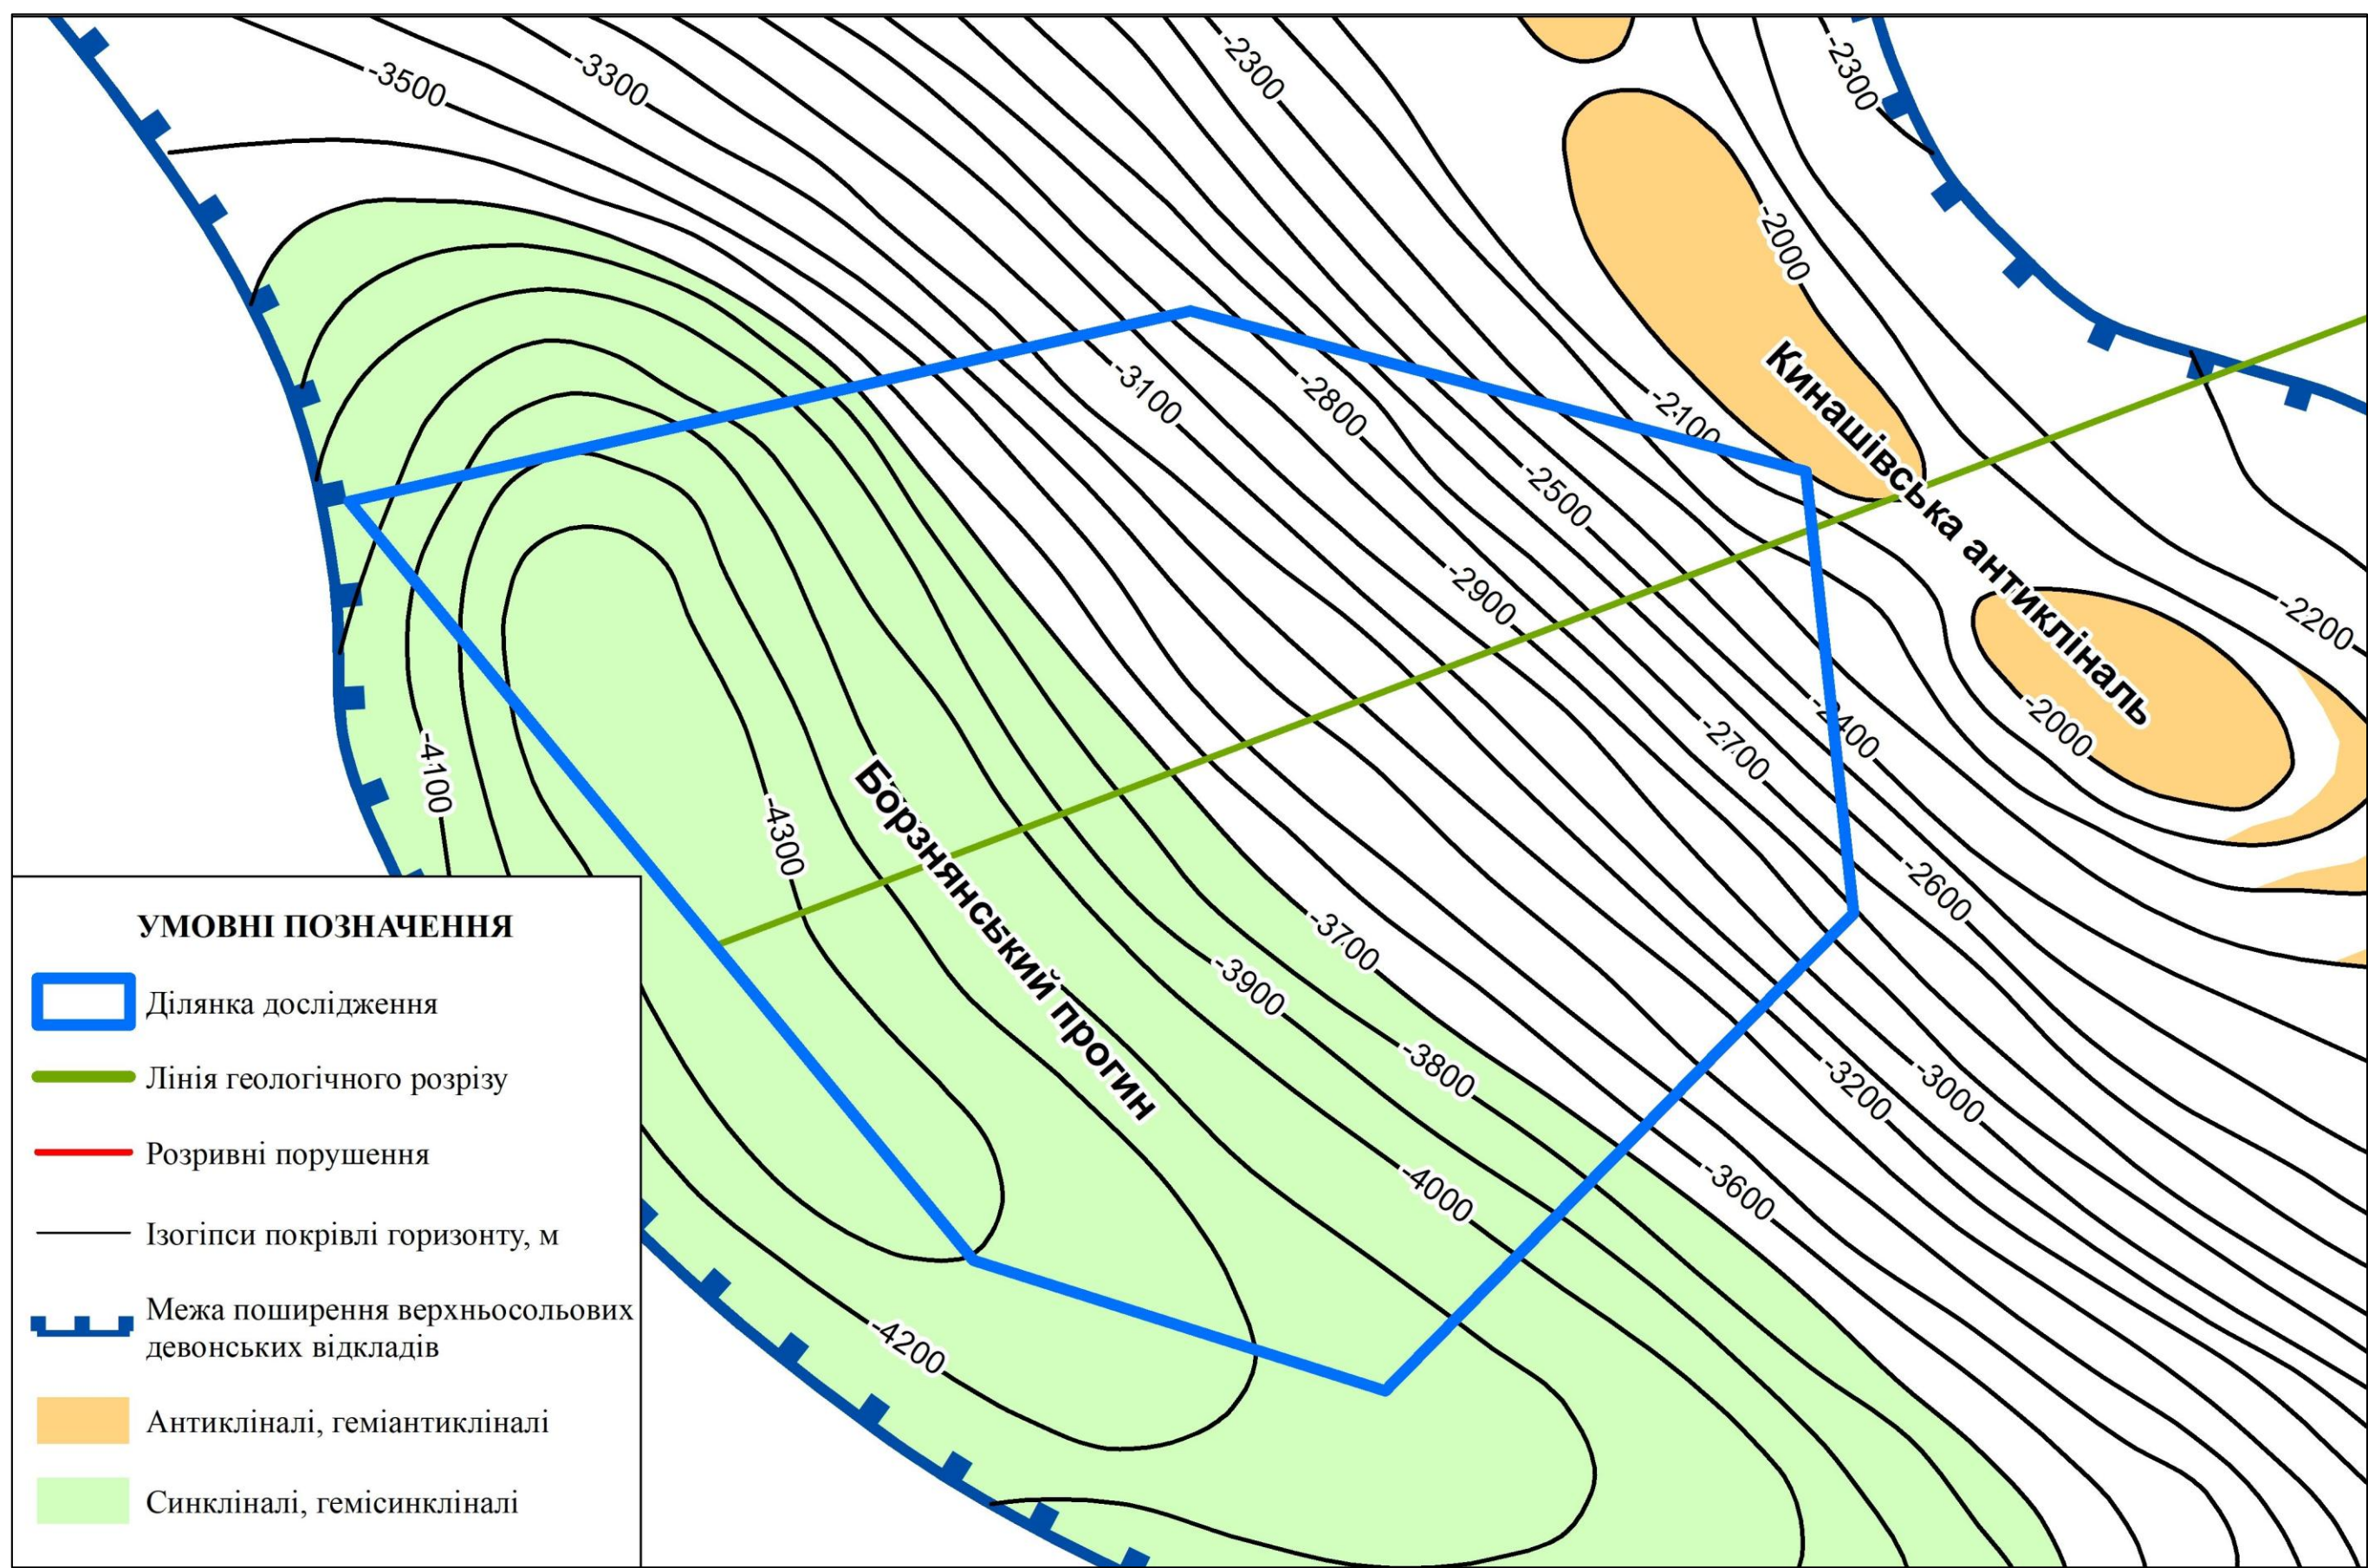 -3500
-3300
-2300
-2300
-2000
-3100
-2800
-2100
Кинашівська антикліналь
-2500
-2900
-2200
-2400
-2000
-2700
-4100
-4300
Борзнянський прогин
-2600
-3700
-3900
-3800
-3200
-3000
-4000
-3600
-4200
УМОВНІ ПОЗНАЧЕННЯ
Ділянка дослідження
Лінія геологічного розрізу
Розривні порушення
Ізогіпси покрівлі горизонту, м
Межа поширення верхньосольових
девонських відкладів
Антикліналі, геміантикліналі
Синкліналі, гемісинкліналі